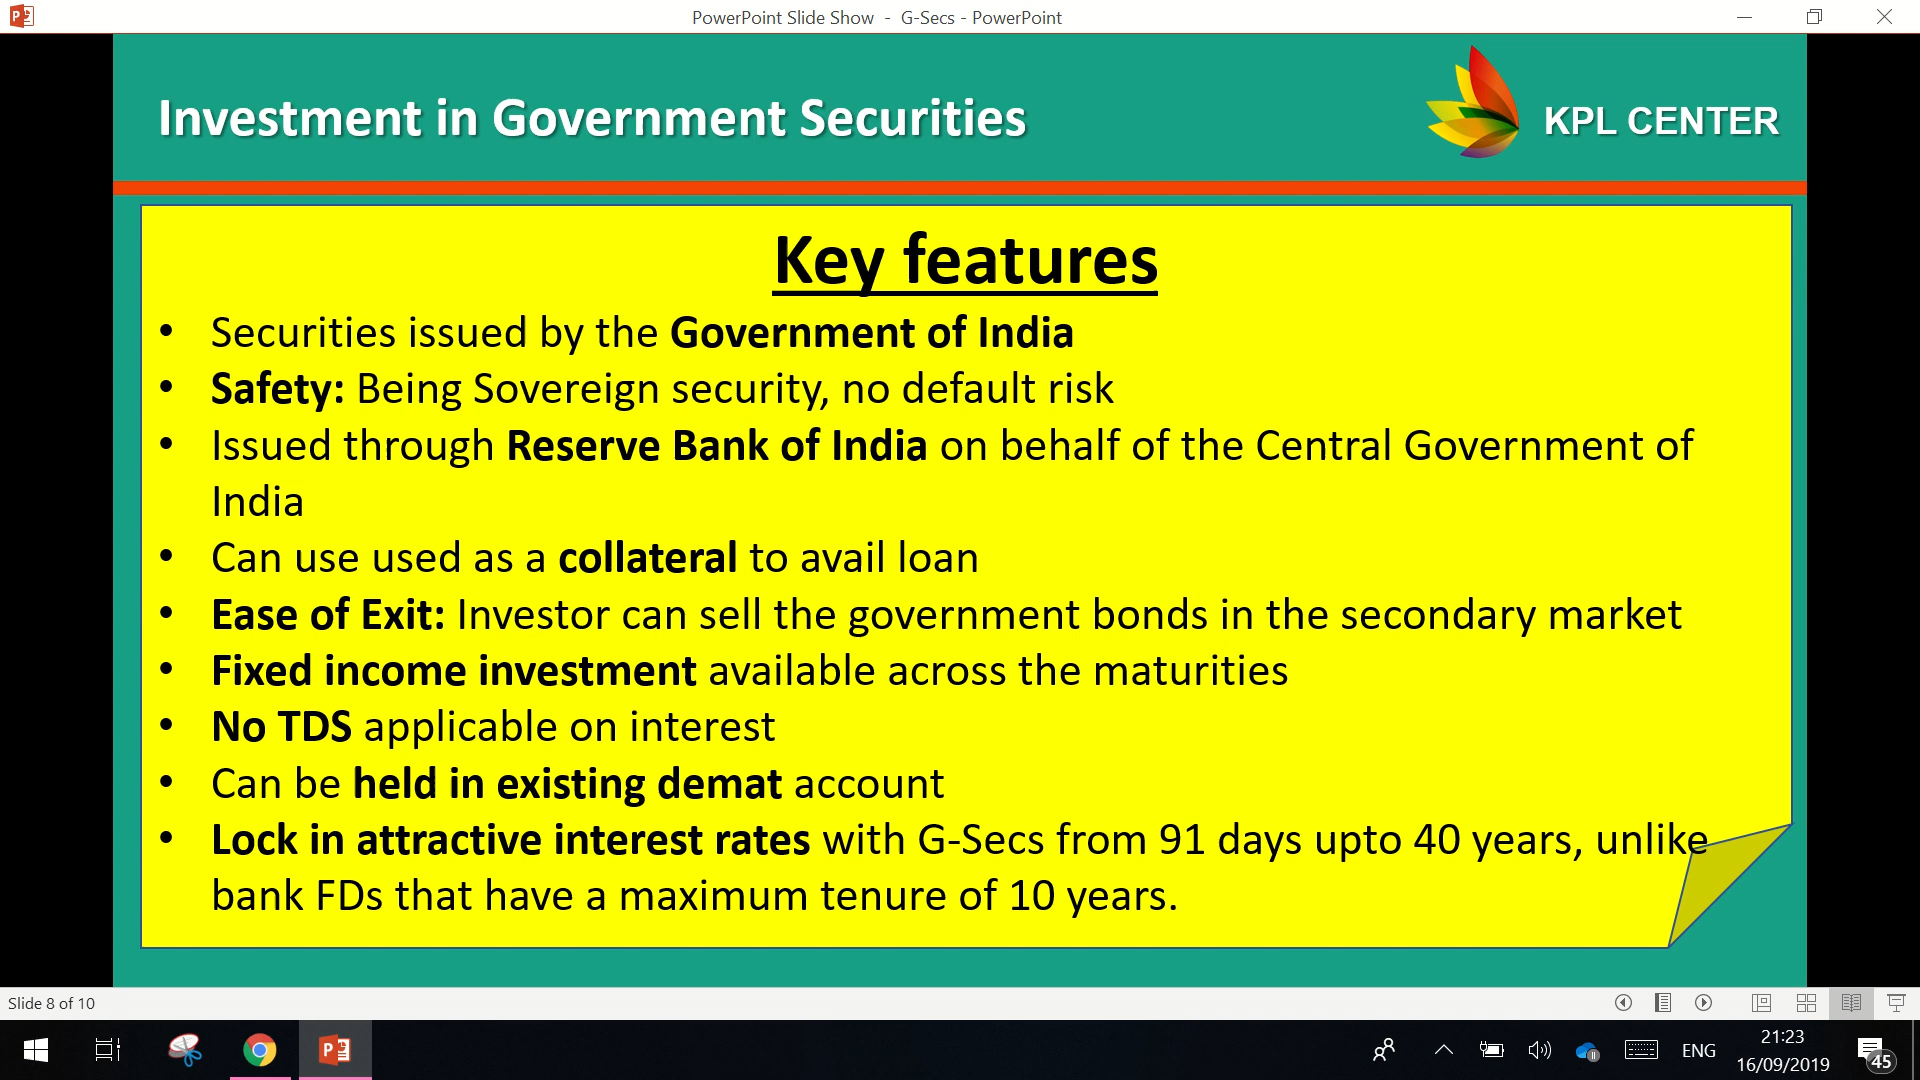 PowerPoint Slide Show - G-Secs - PowerPoint
Investment in Government Securities
KPL CENTER
Key features
• Securities issued by the Government of India
• Safety: Being Sovereign security, no default risk
• Issued through Reserve Bank of India on behalf of the Central Government of
India
• Can use used as a collateral to avail loan
• Ease of Exit: Investor can sell the government bonds in the secondary market
• Fixed income investment available across the maturities
• No TDS applicable on interest
• Can be held in existing demat account
• Lock in attractive interest rates with G-Secs from 91 days upto 40 years, unlike
bank FDs that have a maximum tenure of 10 years.
Slide 8 of 10
ENG
21:23
16/09/2019
45